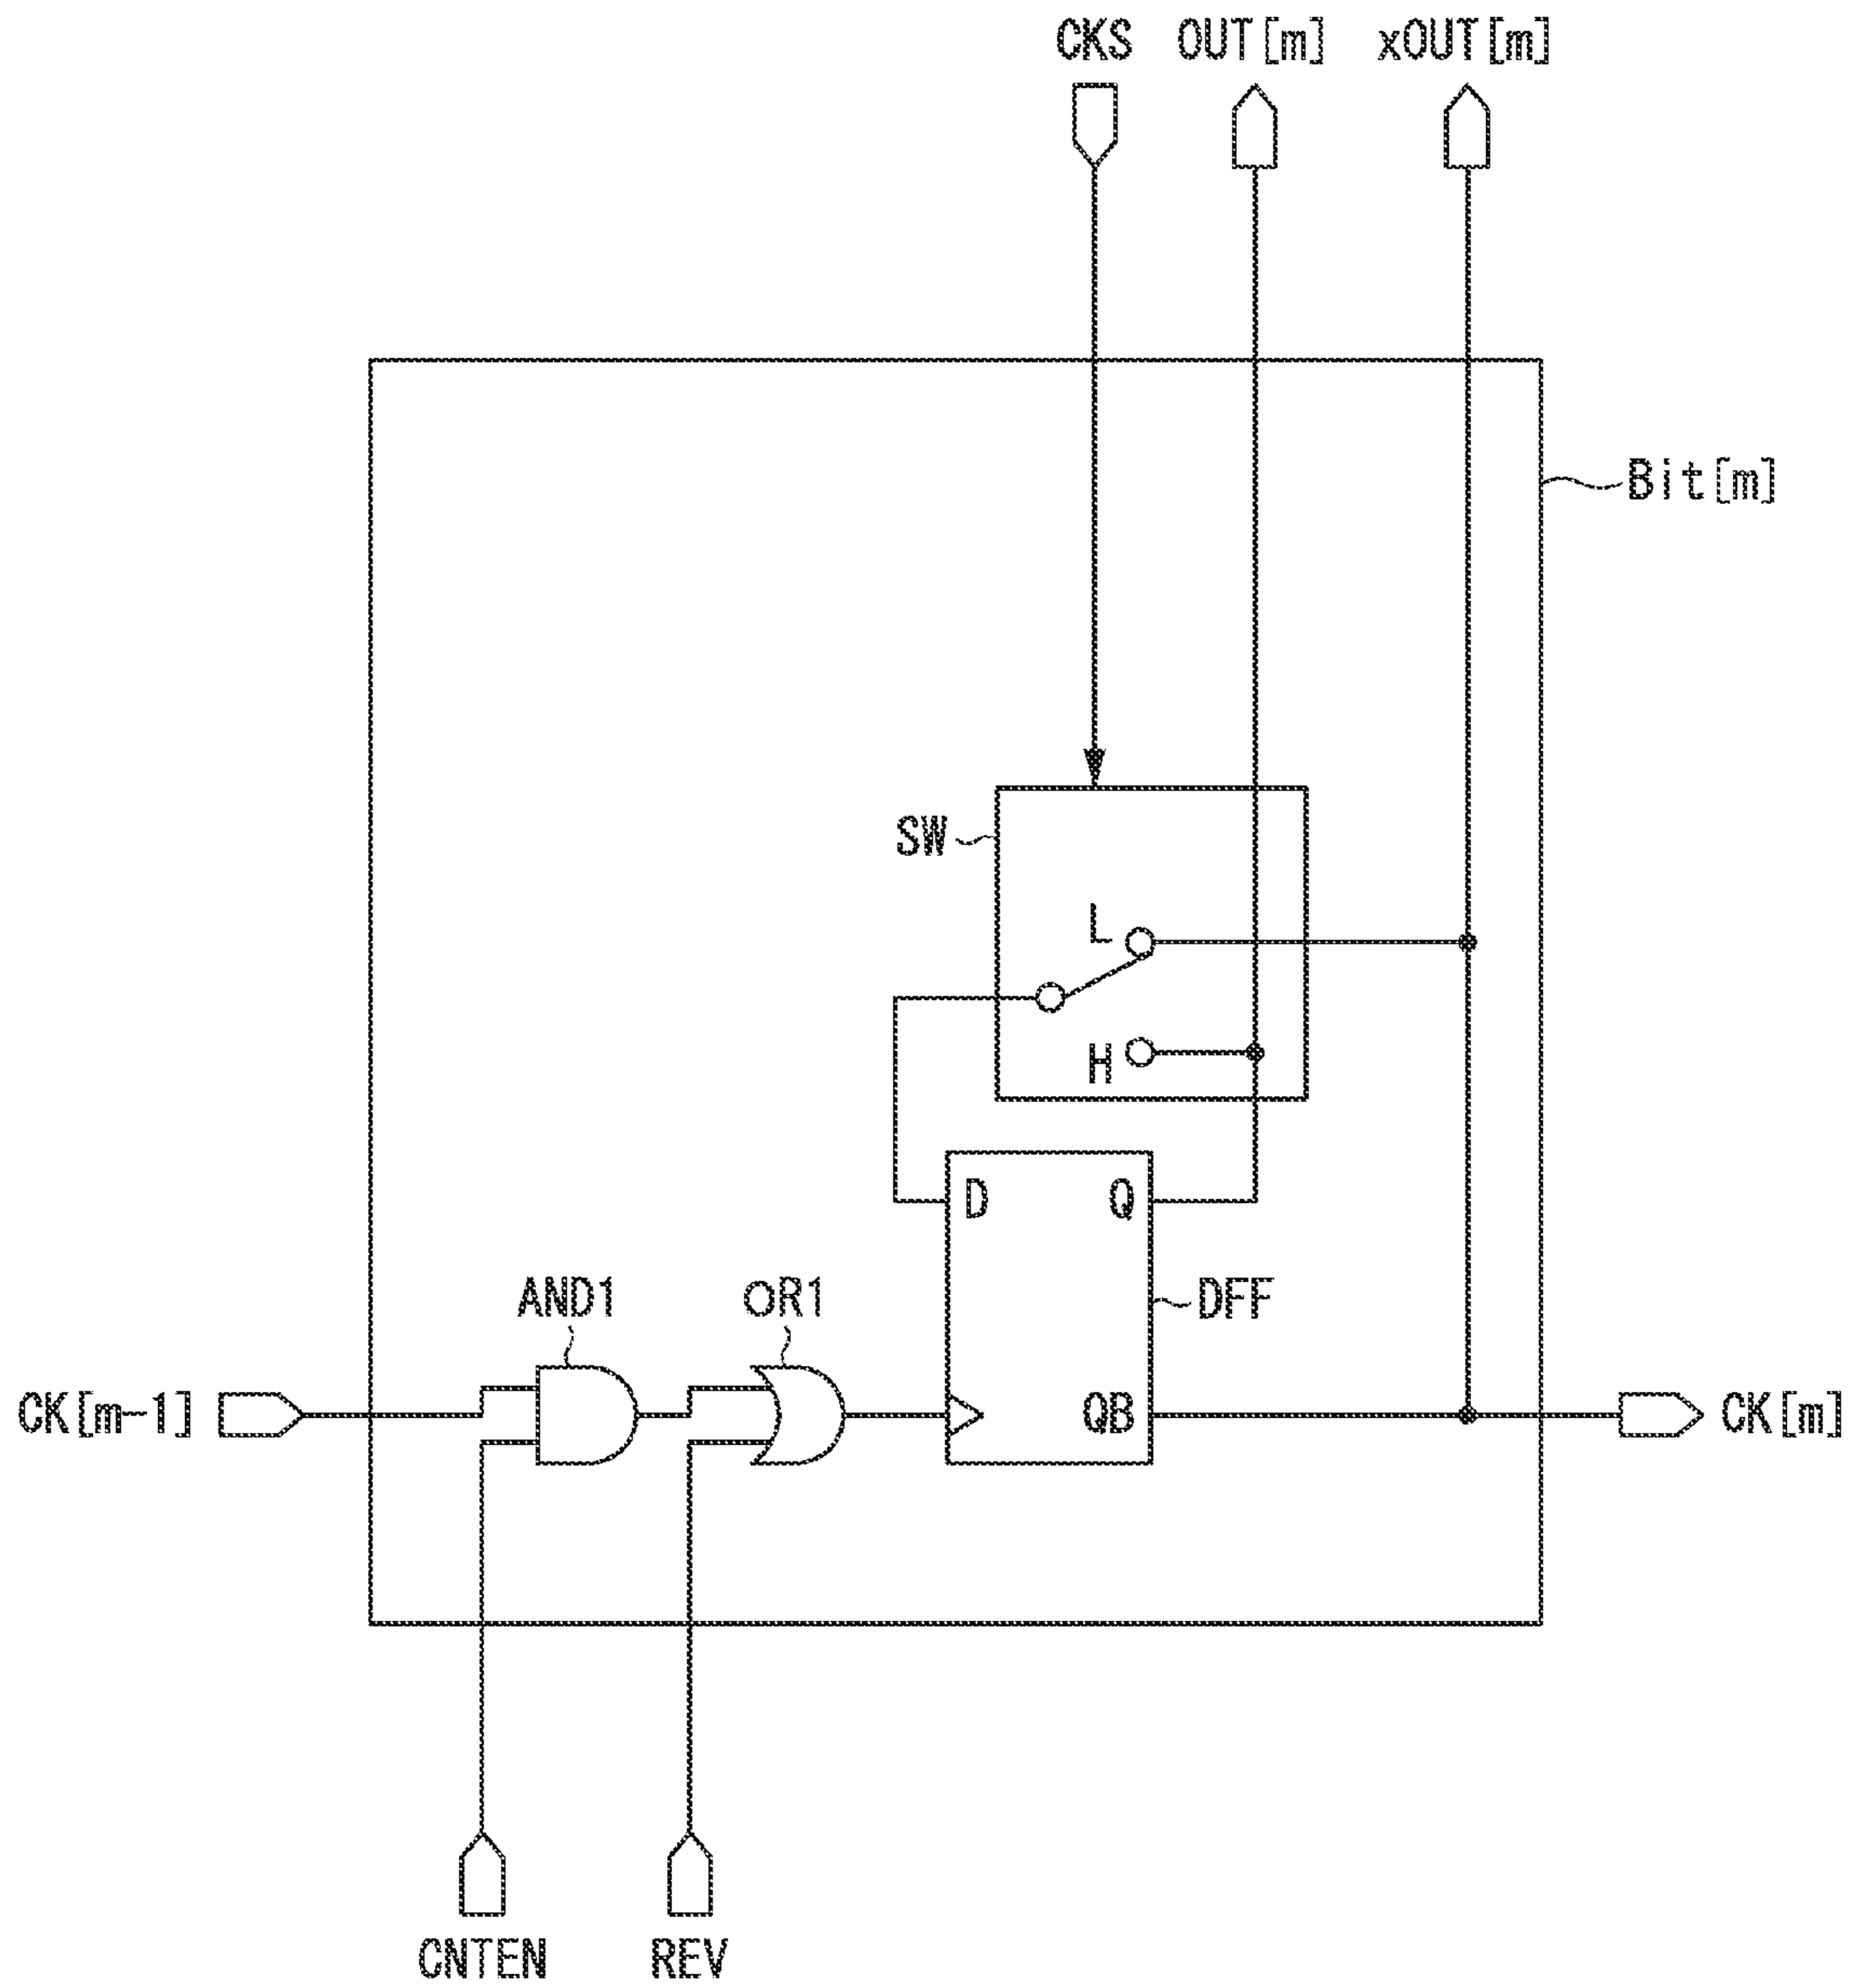 CKS OUT[m] xOUT[m]
Bit[m]
SW
L
H
D Q
AND1 OR1 DFF
CK[m-1] QB CK[m]
CNTEN REV